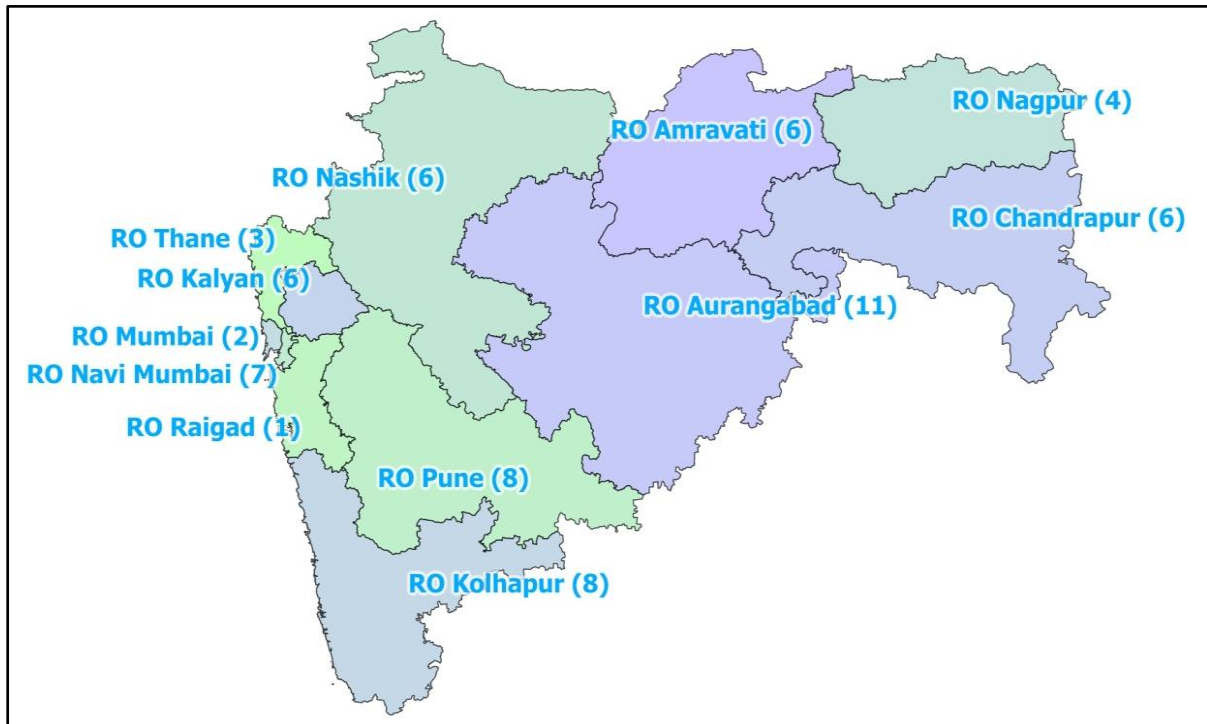 RO Nagpur (4)
RO Amravati (6)
RO Nashik (6)
RO Chandrapur (6)
RO Thane (3)
RO Kalyan (6)
RO Aurangabad (11)
RO Mumbai (2)
RO Navi Mumbai (7)
RO Raigad (1)
RO Pune (8)
RO Kolhapur (8)